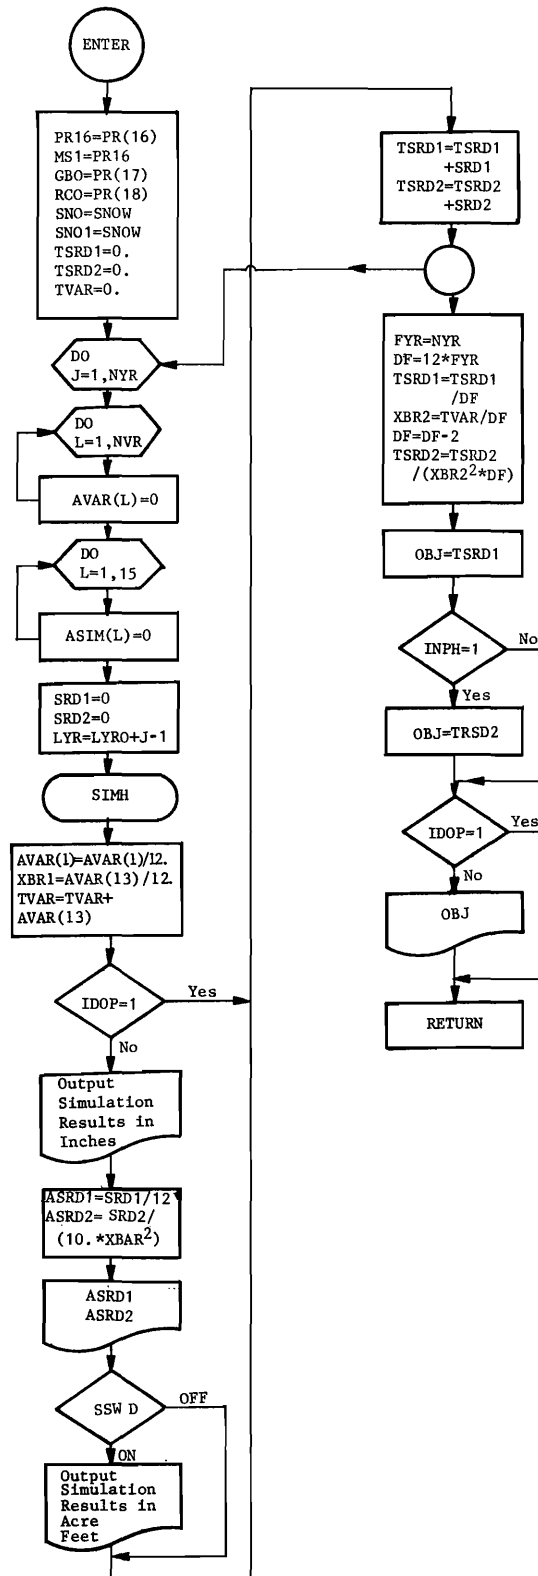 ENTER
PR16=PR(16)
MS1=PR16
GBO=PR(17)
RCO=PR(18)
SNO=SNOW
SNO1=SNOW
TSRD1=0.
TSRD2=0.
TVAR=0.
DO
J=1,NYR
DO
L=1,NVR
AVAR(L)=0
DO
L=1,15
ASIM(L)=0
SRD1=0
SRD2=0
LYR=LYRO+J-1
SIMH
AVAR(1)=AVAR(1)/12.
XBR1=AVAR(13)/12.
TVAR=TVAR+
AVAR(13)
IDOP=1
Yes
No
Output
Simulation
Results in
Inches
ASRD1=SRD1/12
ASRD2= SRD2/
(10.*XBAR²)
ASRD1
ASRD2
SSW D
OFF
ON
Output
Simulation
Results in
Acre
Feet
TSRD1=TSRD1
+SRD1
TSRD2=TSRD2
+SRD2
FYR=NYR
DF=12*FYR
TSRD1=TSRD1
/DF
XBR2=TVAR/DF
DF=DF-2
TSRD2=TSRD2
/(XBR2²*DF)
OBJ=TSRD1
INPH=1
No
Yes
OBJ=TRSD2
IDOP=1
Yes
No
OBJ
RETURN